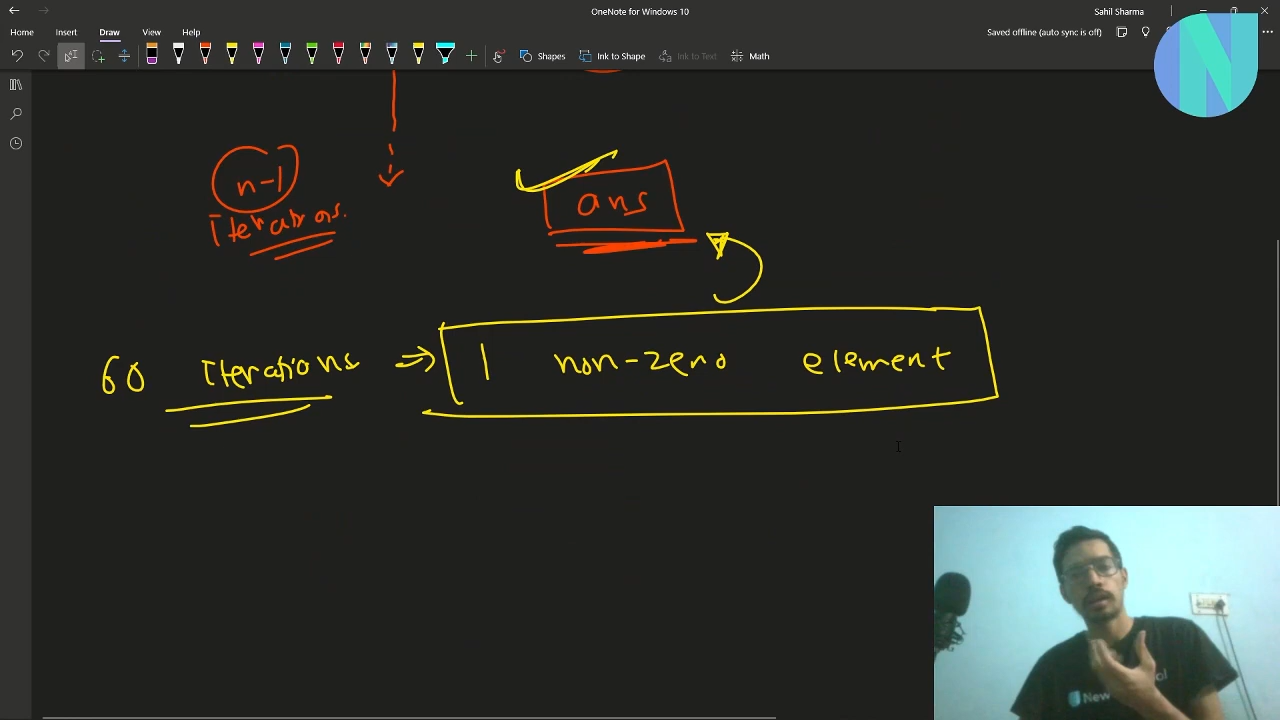 OneNote for Windows 10
Sahil Sharma
Home Insert Draw View Help
Saved offline (auto sync is off)
Shapes Ink to Shape Ink to Text Math
n-1
Iterations.
ans
60 Iterations ⇒ 1 non-zero element
New